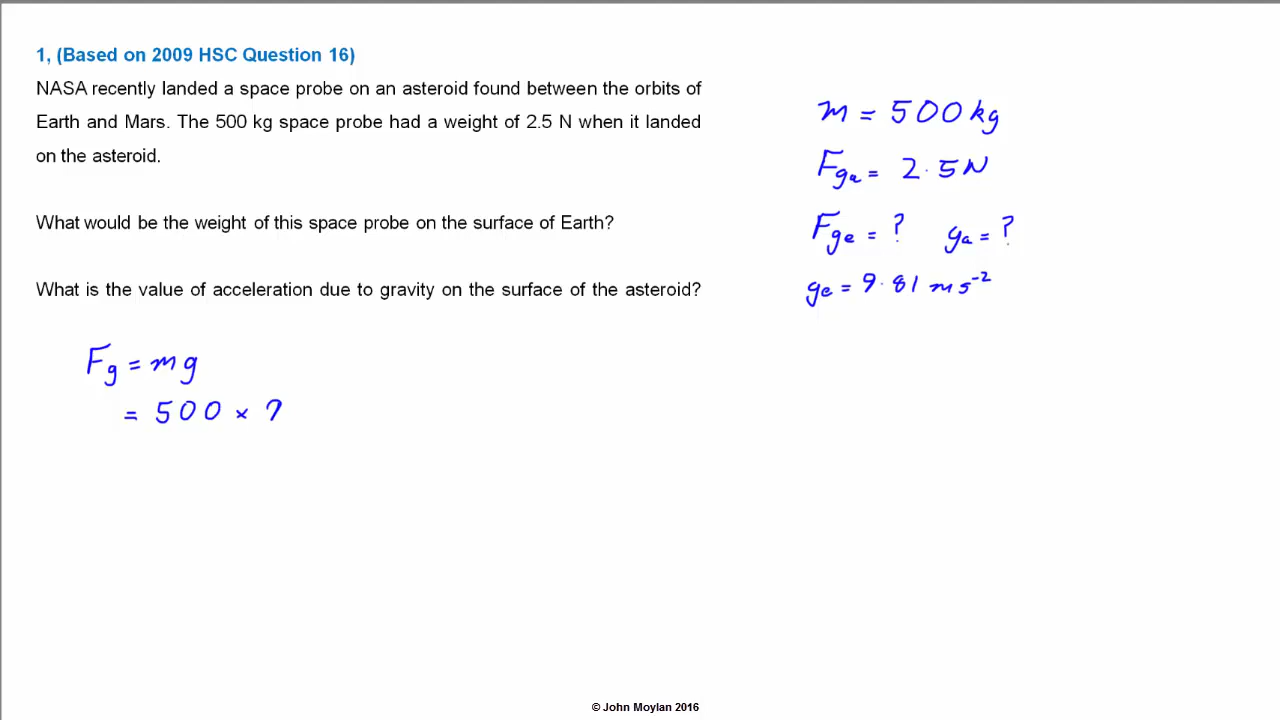 1, (Based on 2009 HSC Question 16)
NASA recently landed a space probe on an asteroid found between the orbits of
Earth and Mars. The 500 kg space probe had a weight of 2.5 N when it landed
on the asteroid.
What would be the weight of this space probe on the surface of Earth?
What is the value of acceleration due to gravity on the surface of the asteroid?
Fg = mg
= 500 × 9
m = 500 kg
Fga = 2.5 N
Fge = ? ga = ?
ge = 9.81 ms⁻²
© John Moylan 2016